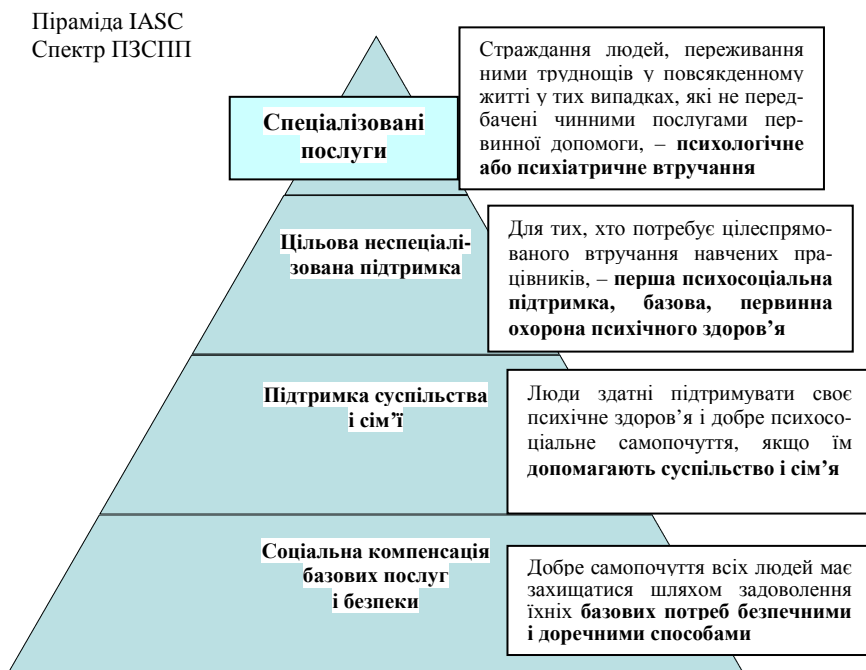 Піраміда IASC
Спектр ПЗСПП
Спеціалізовані
послуги
Страждання людей, переживання
ними труднощів у повсякденному
житті у тих випадках, які не перед-
бачені чинними послугами пер-
винної допомоги, – психологічне
або психіатричне втручання
Цільова неспеціалі-
зована підтримка
Для тих, хто потребує цілеспрямо-
ваного втручання навчених пра-
цівників, – перша психосоціальна
підтримка, базова, первинна
охорона психічного здоров’я
Підтримка суспільства
і сім’ї
Люди здатні підтримувати своє
психічне здоров’я і добре психосо-
ціальне самопочуття, якщо їм
допомагають суспільство і сім’я
Соціальна компенсація
базових послуг
і безпеки
Добре самопочуття всіх людей має
захищатися шляхом задоволення
їхніх базових потреб безпечними
і доречними способами